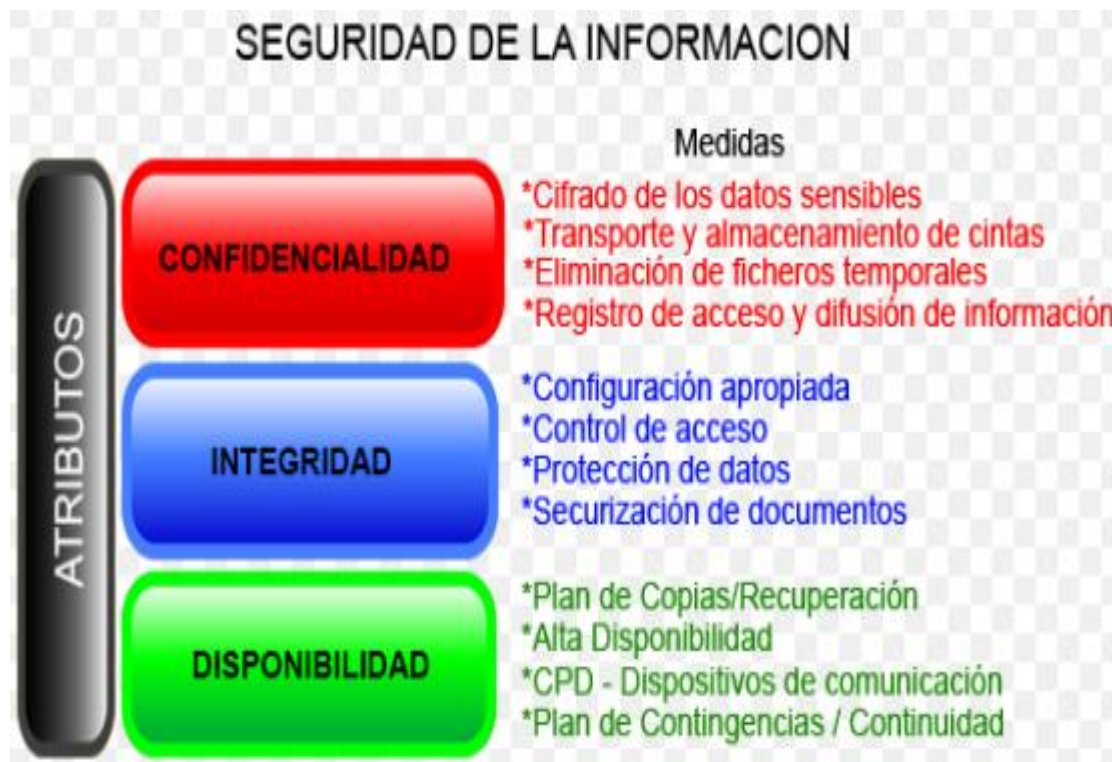 SEGURIDAD DE LA INFORMACION
Medidas
ATRIBUTOS
CONFIDENCIALIDAD
*Cifrado de los datos sensibles
*Transporte y almacenamiento de cintas
*Eliminación de ficheros temporales
*Registro de acceso y difusión de información
INTEGRIDAD
*Configuración apropiada
*Control de acceso
*Protección de datos
*Securización de documentos
DISPONIBILIDAD
*Plan de Copias/Recuperación
*Alta Disponibilidad
*CPD - Dispositivos de comunicación
*Plan de Contingencias / Continuidad